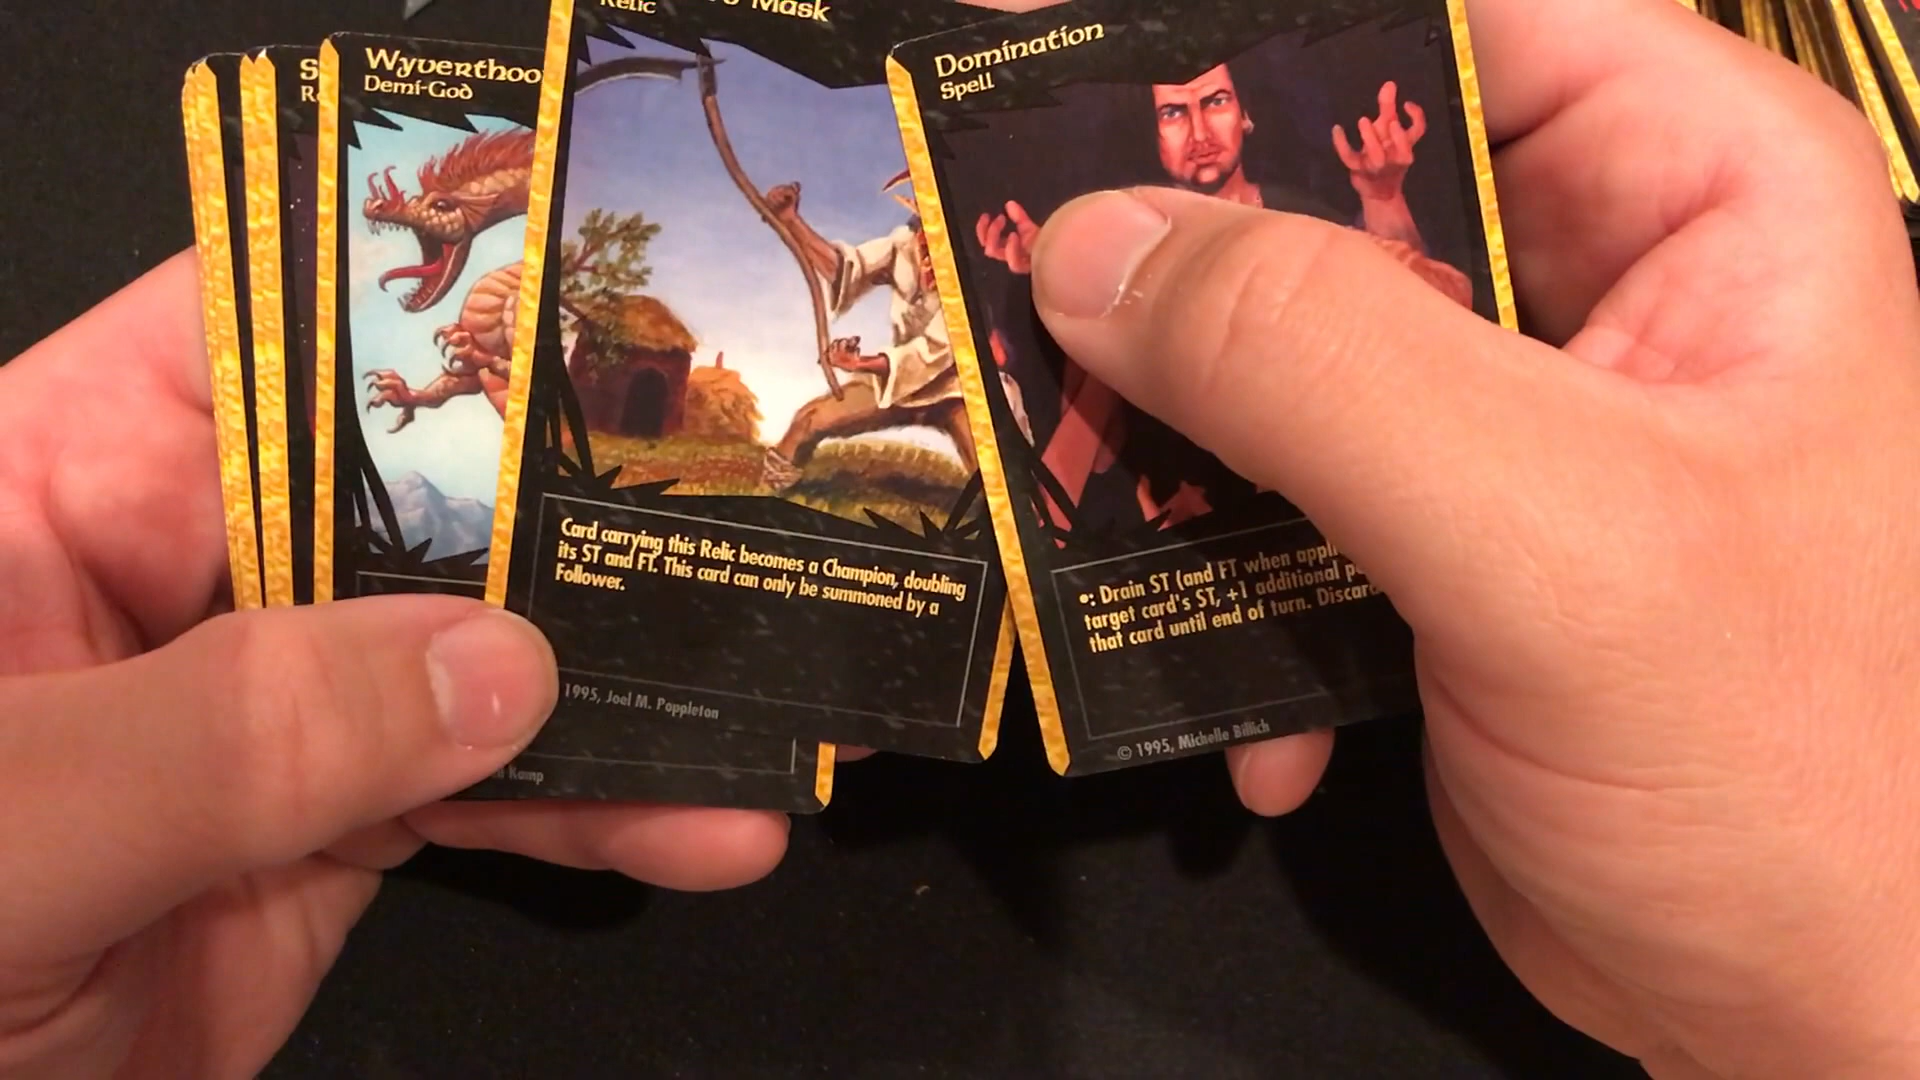 Wyverthoo
Demi-God
Mask
Relic
Card carrying this Relic becomes a Champion, doubling
its ST and FT. This card can only be summoned by a
Follower.
1995, Joel M. Poppleton
Kump
Domination
Spell
•: Drain ST (and FT when appli
target card's ST, +1 additional
that card until end of turn. Discard
© 1995, Michelle Billich